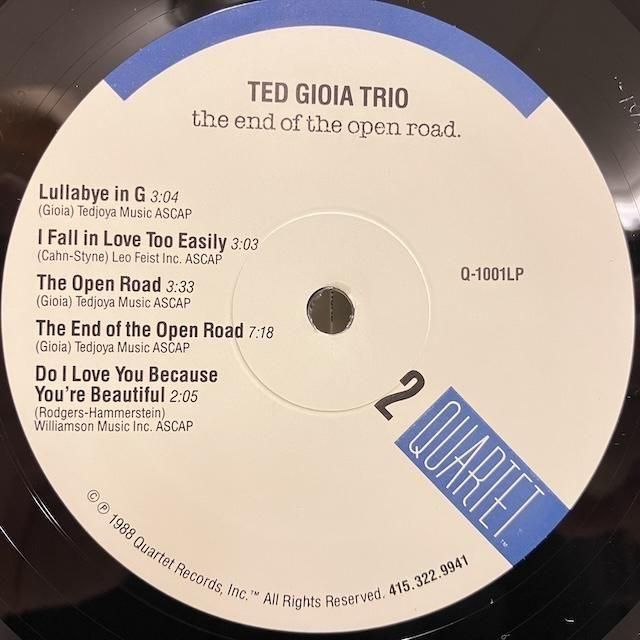 TED GIOIA TRIO
the end of the open road.
Lullabye in G 3:04
(Gioia) Tedjoya Music ASCAP
I Fall in Love Too Easily 3:03
(Cahn-Styne) Leo Feist Inc. ASCAP
The Open Road 3:33
(Gioia) Tedjoya Music ASCAP
The End of the Open Road 7:18
(Gioia) Tedjoya Music ASCAP
Do I Love You Because
You're Beautiful 2:05
(Rodgers-Hammerstein)
Williamson Music Inc. ASCAP
Q-1001LP
2
QUARTET™
© ℗ 1988 Quartet Records, Inc.™ All Rights Reserved. 415.322.9941